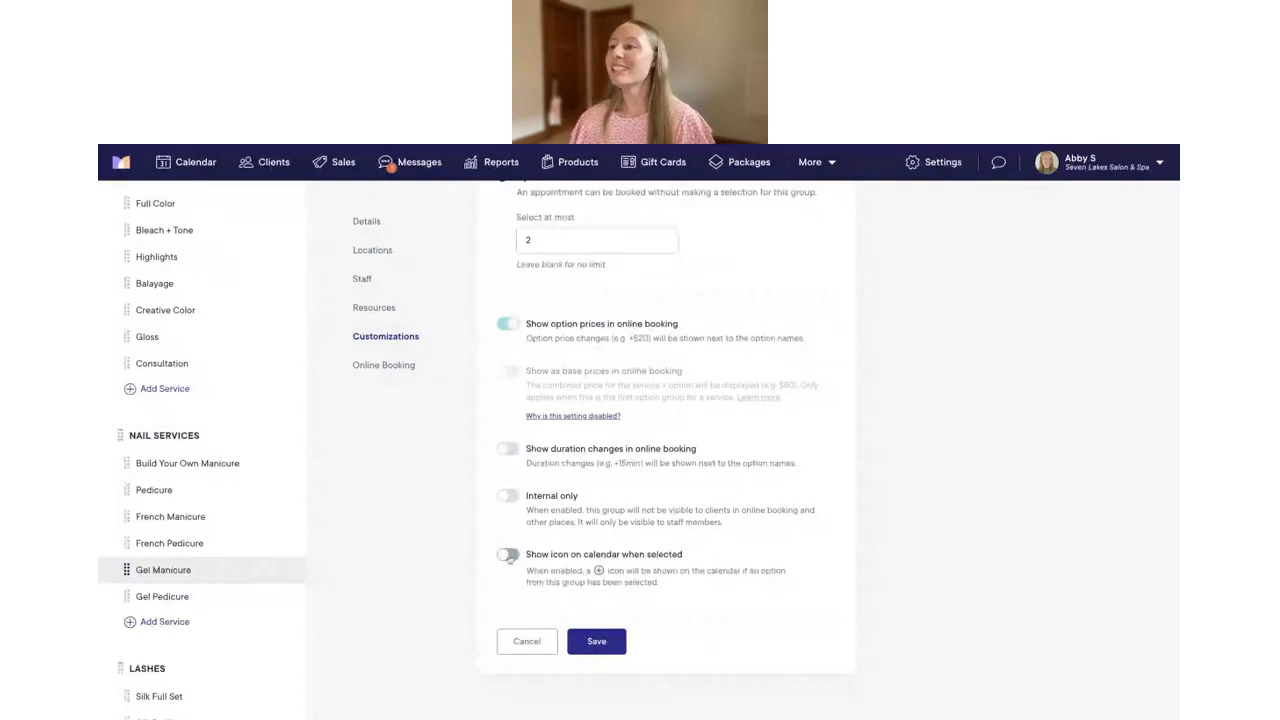 Calendar
Clients
Sales
Messages
Reports
Products
Gift Cards
Packages
More
Settings
Abby S
Seven Lakes Salon & Spa
Full Color
Bleach + Tone
Highlights
Balayage
Creative Color
Gloss
Consultation
Add Service
NAIL SERVICES
Build Your Own Manicure
Pedicure
French Manicure
French Pedicure
Gel Manicure
Gel Pedicure
Add Service
LASHES
Silk Full Set
Details
Locations
Staff
Resources
Customizations
Online Booking
An appointment can be booked without making a selection for this group.
Select at most
2
Leave blank for no limit
Show option prices in online booking
Option price changes (e.g. +$20) will be shown next to the option names.
Show as base prices in online booking
The combined price for the service + option will be displayed (e.g. $60). Only
applies when this is the first option group for a service. Learn more.
Why is this setting disabled?
Show duration changes in online booking
Duration changes (e.g. +15min) will be shown next to the option names.
Internal only
When enabled, this group will not be visible to clients in online booking and
other places. It will only be visible to staff members.
Show icon on calendar when selected
When enabled, a icon will be shown on the calendar if an option
from this group has been selected.
Cancel
Save